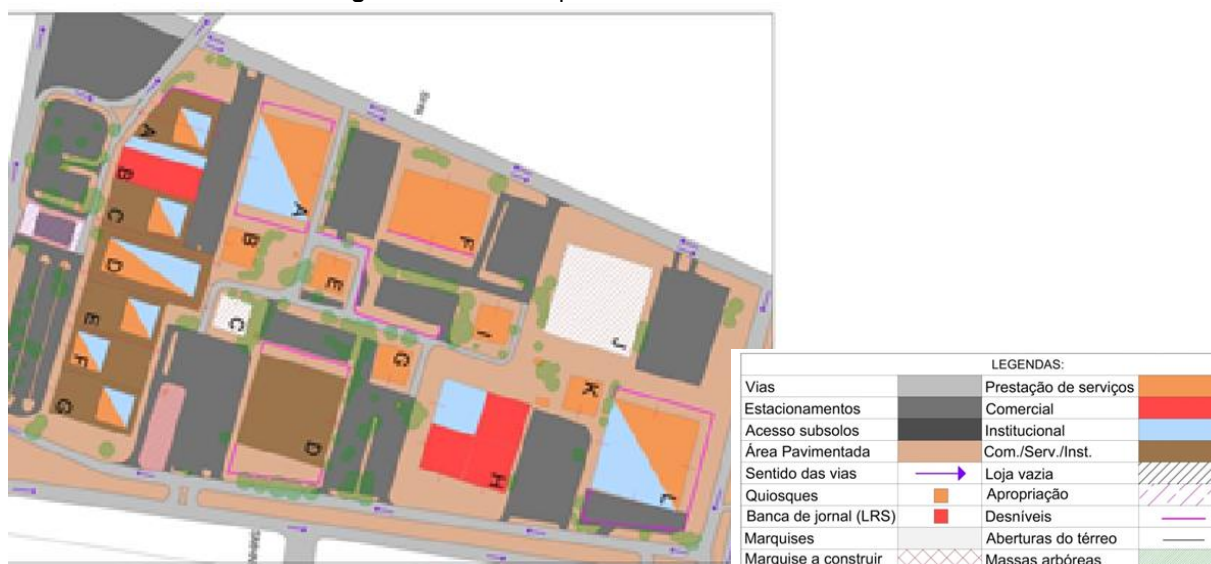 A
B
C
D
E
F
G
A
B
C
D
E
F
G
H
I
J
K
L
LEGENDAS:
Vias
Prestação de serviços
Estacionamentos
Comercial
Acesso subsolos
Institucional
Área Pavimentada
Com./Serv./Inst.
Sentido das vias
Loja vazia
Quiosques
Apropriação
Banca de jornal (LRS)
Desníveis
Marquises
Aberturas do térreo
Marquise a construir
Massas arbóreas